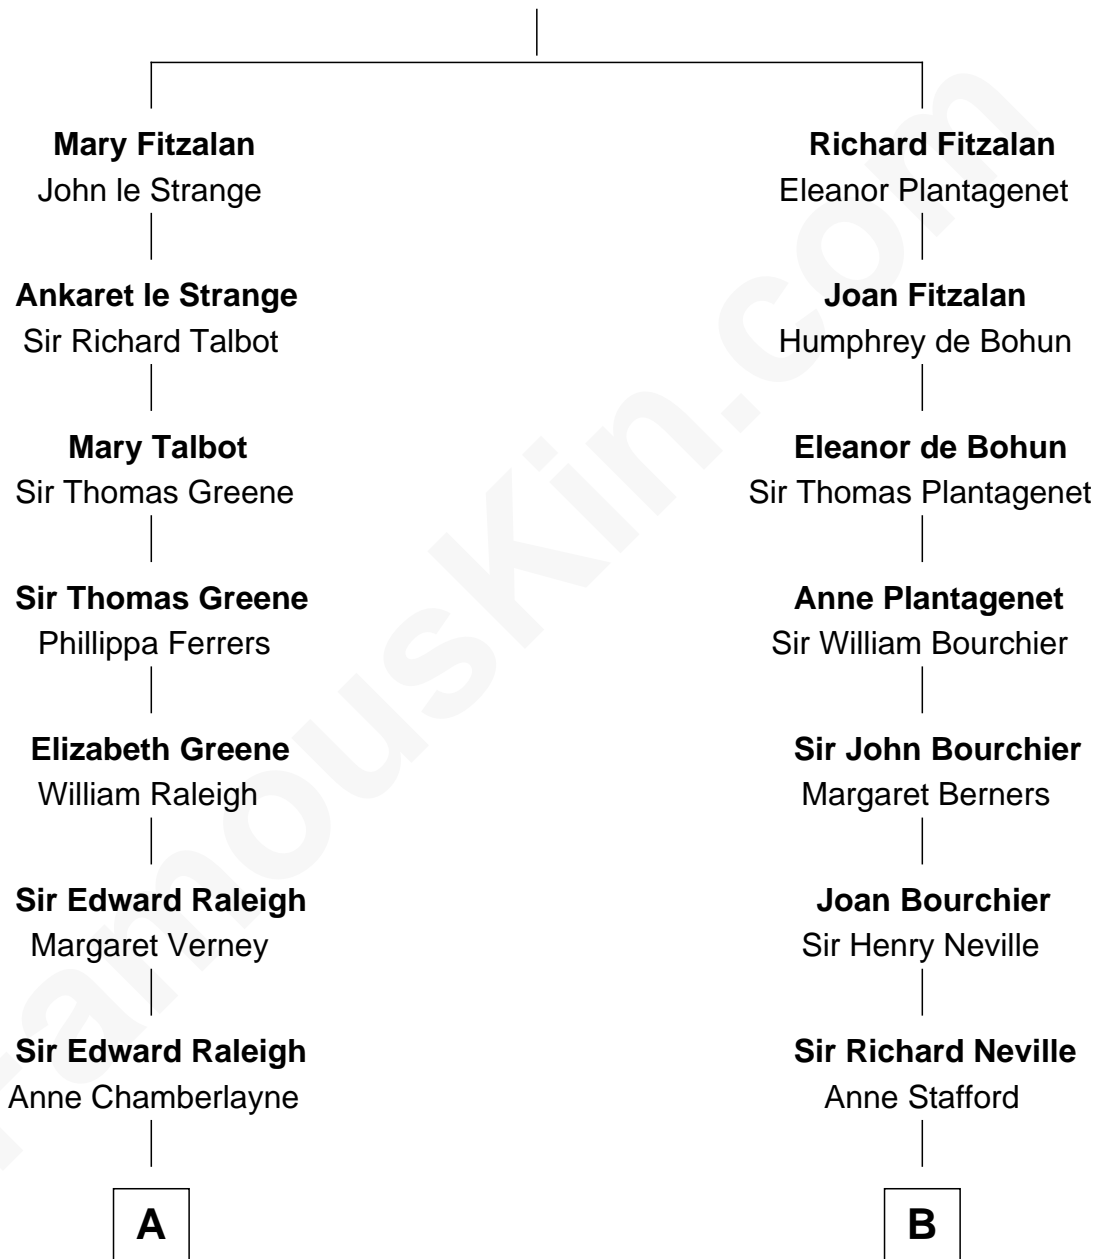 Mary Fitzalan
John le Strange
Ankaret le Strange
Sir Richard Talbot
Mary Talbot
Sir Thomas Greene
Sir Thomas Greene
Phillippa Ferrers
Elizabeth Greene
William Raleigh
Sir Edward Raleigh
Margaret Verney
Sir Edward Raleigh
Anne Chamberlayne
A
Richard Fitzalan
Eleanor Plantagenet
Joan Fitzalan
Humphrey de Bohun
Eleanor de Bohun
Sir Thomas Plantagenet
Anne Plantagenet
Sir William Bourchier
Sir John Bourchier
Margaret Berners
Joan Bourchier
Sir Henry Neville
Sir Richard Neville
Anne Stafford
B
FamousKin.com